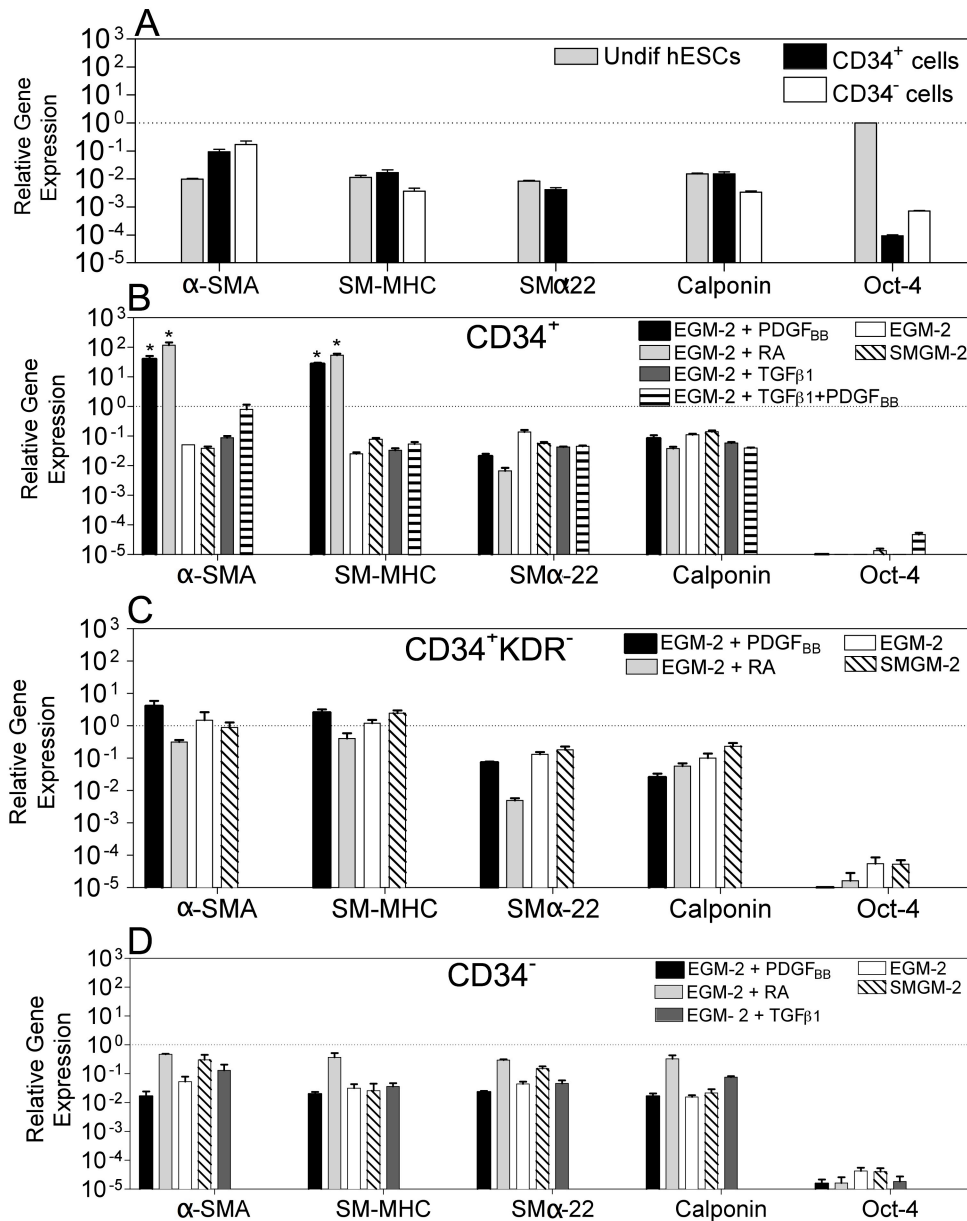 A
Relative Gene
Expression
10³
10²
10¹
10⁰
10⁻¹
10⁻²
10⁻³
10⁻⁴
10⁻⁵
Undif hESCs
CD34⁺ cells
CD34⁻ cells
α-SMA SM-MHC SMα22 Calponin Oct-4
B
Relative Gene
Expression
10³
10²
10¹
10⁰
10⁻¹
10⁻²
10⁻³
10⁻⁴
10⁻⁵
* *
* *
CD34⁺
EGM-2 + PDGF_BB EGM-2
EGM-2 + RA SMGM-2
EGM-2 + TGFβ1
EGM-2 + TGFβ1+PDGF_BB
α-SMA SM-MHC SMα-22 Calponin Oct-4
C
Relative Gene
Expression
10³
10²
10¹
10⁰
10⁻¹
10⁻²
10⁻³
10⁻⁴
10⁻⁵
CD34⁺KDR⁻
EGM-2 + PDGF_BB EGM-2
EGM-2 + RA SMGM-2
α-SMA SM-MHC SMα-22 Calponin Oct-4
D
Relative Gene
Expression
10³
10²
10¹
10⁰
10⁻¹
10⁻²
10⁻³
10⁻⁴
10⁻⁵
CD34⁻
EGM-2 + PDGF_BB EGM-2
EGM-2 + RA SMGM-2
EGM- 2 + TGFβ1
α-SMA SM-MHC SMα-22 Calponin Oct-4